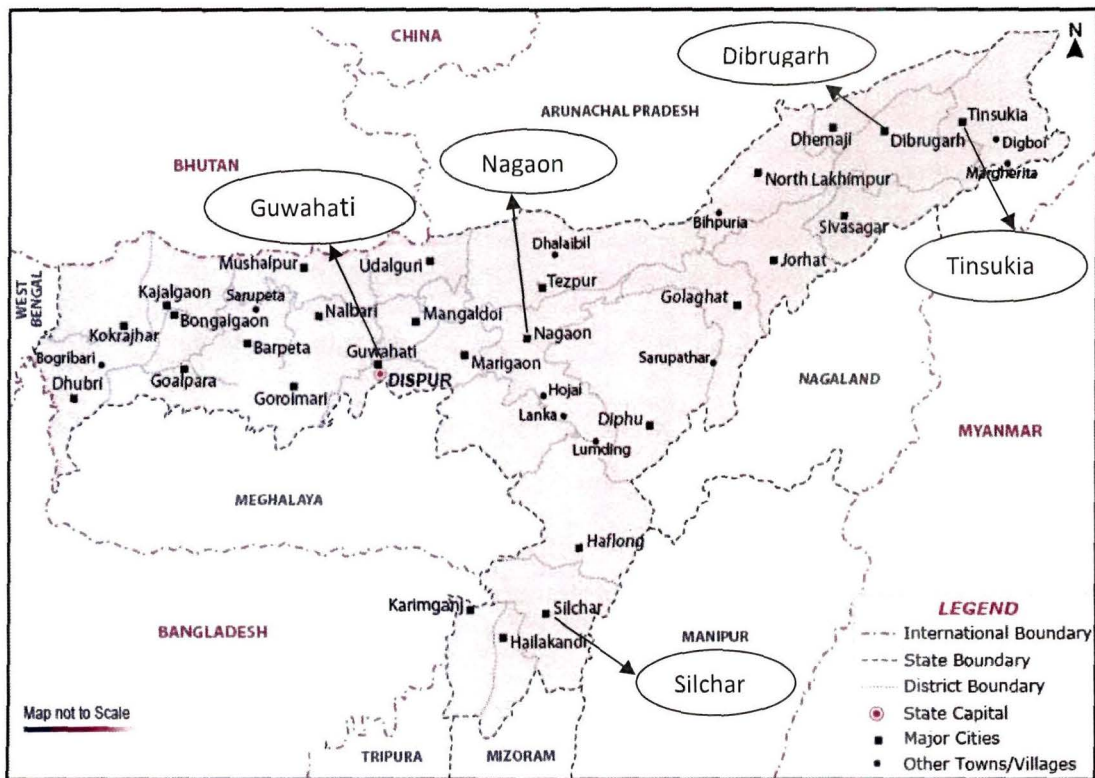 CHINA
N
Dibrugarh
ARUNACHAL PRADESH
Tinsukia
Dhemaji
Dibrugarh
Digboi
BHUTAN
Nagaon
Margherita
North Lakhimpur
Guwahati
Bihpuria
Sivasagar
Dhalaibil
Mushalpur
Udalguri
Jorhat
Tinsukia
WEST BENGAL
Tezpur
Kajalgaon
Sarupeta
Golaghat
Bongaigaon
Nalbari
Mangaldoi
Kokrajhar
Nagaon
Barpeta
Guwahati
Marigaon
Sarupathar
Bogribari
DISPUR
NAGALAND
Dhubri
Goalpara
Goroimari
Hojai
Lanka
Diphu
MYANMAR
Lumding
MEGHALAYA
Haflong
Karimganj
Silchar
LEGEND
BANGLADESH
Hailakandi
MANIPUR
International Boundary
State Boundary
Silchar
District Boundary
Map not to Scale
State Capital
Major Cities
TRIPURA
MIZORAM
Other Towns/Villages